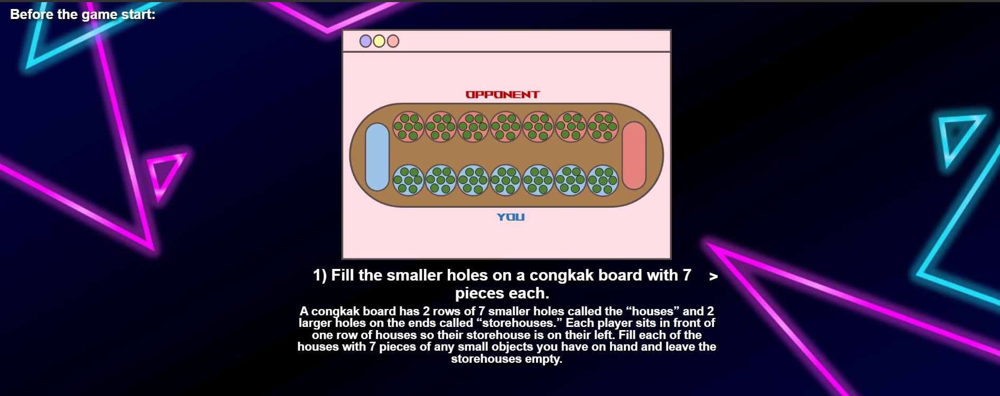 Before the game start:
OPPONENT
YOU
1) Fill the smaller holes on a congkak board with 7 >
pieces each.
A congkak board has 2 rows of 7 smaller holes called the “houses” and 2
larger holes on the ends called “storehouses.” Each player sits in front of
one row of houses so their storehouse is on their left. Fill each of the
houses with 7 pieces of any small objects you have on hand and leave the
storehouses empty.